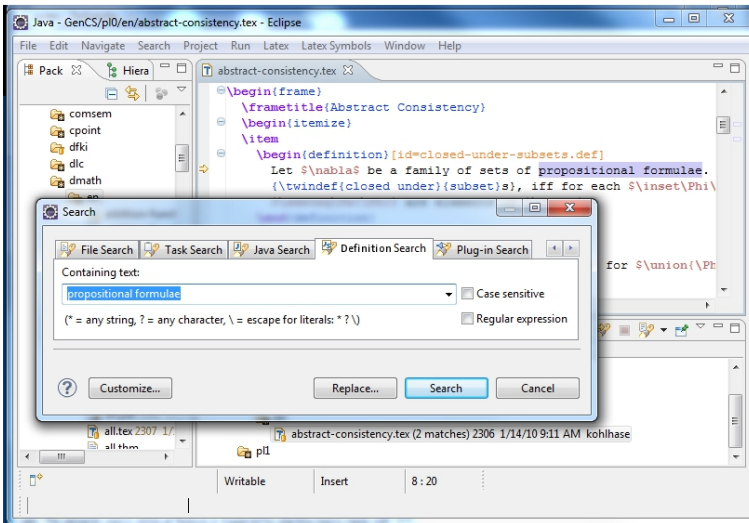 Java - GenCS/pl0/en/abstract-consistency.tex - Eclipse
File Edit Navigate Search Project Run Latex Latex Symbols Window Help
Pack Hiera abstract-consistency.tex
\begin{frame}
\frametitle{Abstract Consistency}
\begin{itemize}
\item
\begin{definition}[id=closed-under-subsets.def]
Let $\nabla$ be a family of sets of propositional formulae.
{\twindef{closed under}{subset}s}, iff for each $\inset\Phi\
comsem
cpoint
dfki
dlc
dmath
en
Search
File Search Task Search Java Search Definition Search Plug-in Search
Containing text:
propositional formulae
Case sensitive
(* = any string, ? = any character, \ = escape for literals: * ? \)
Regular expression
Customize... Replace... Search Cancel
for $\union{\Ph
all.tex 2307 1/
all.thm
abstract-consistency.tex (2 matches) 2306 1/14/10 9:11 AM kohlhase
pl1
Writable Insert 8 : 20